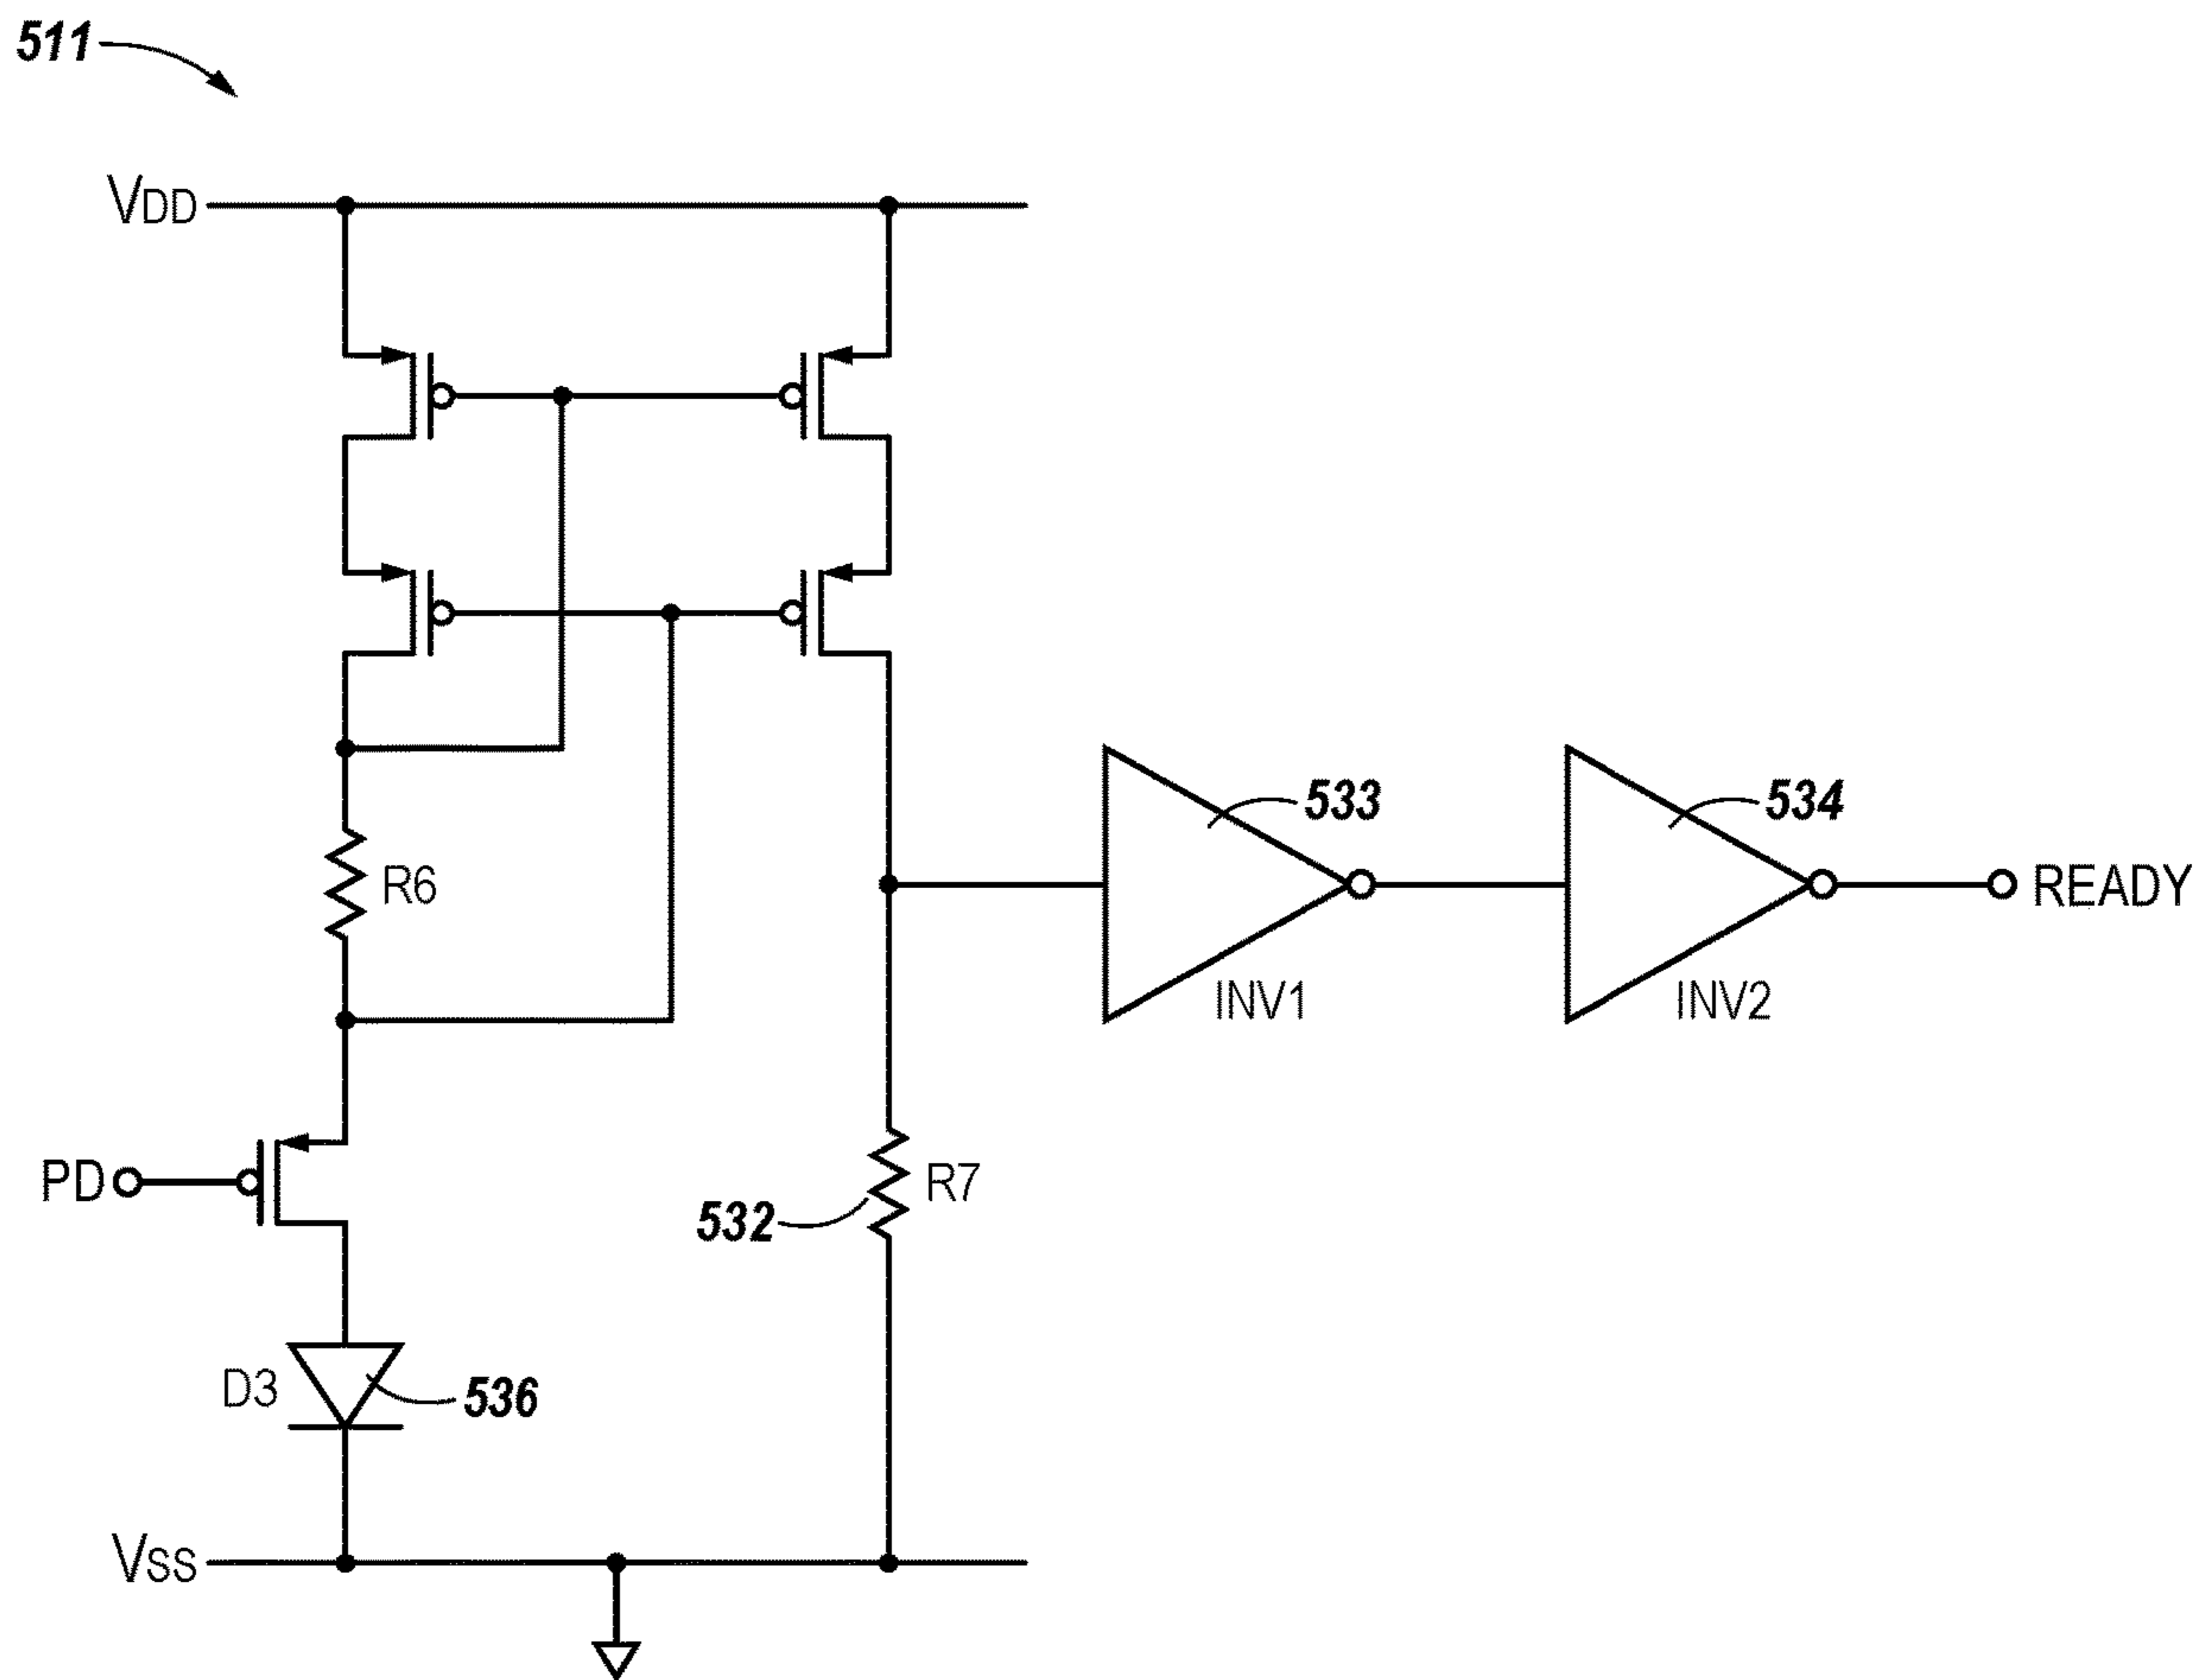 511
VDD
533
534
R6
READY
INV1
INV2
PD
R7
532
D3
536
VSS